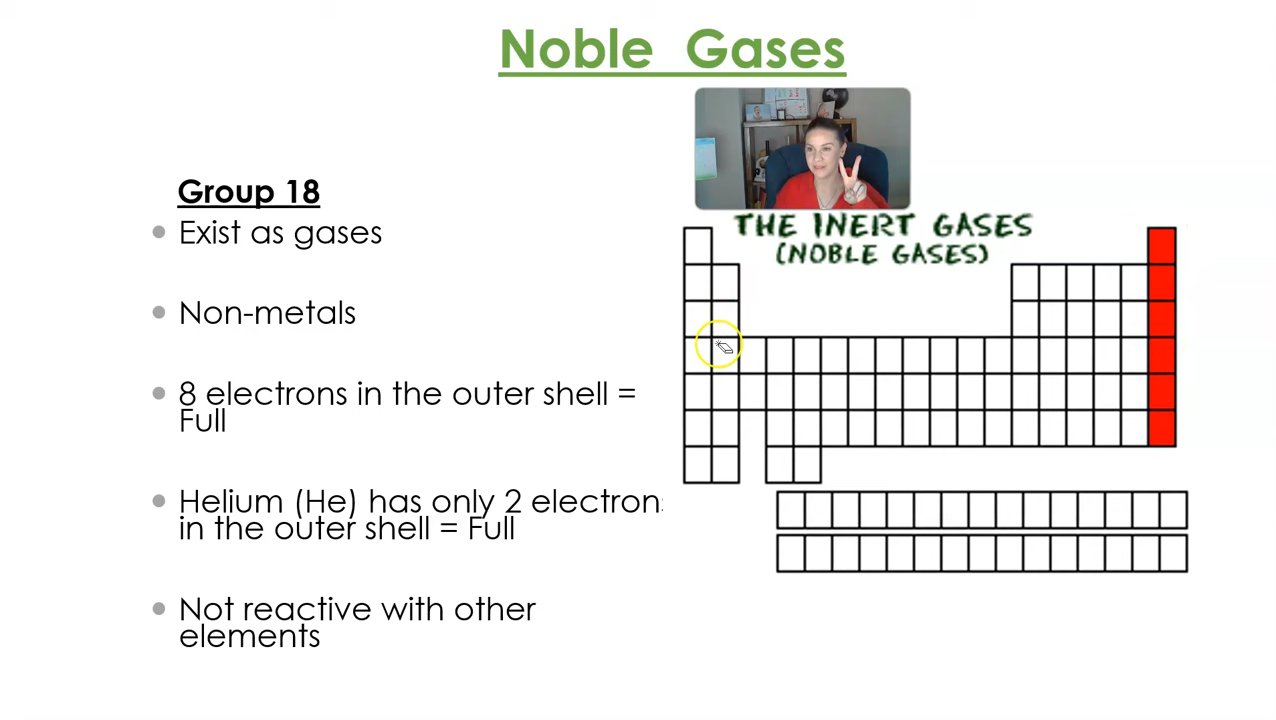 Noble Gases
Group 18
Exist as gases
Non-metals
8 electrons in the outer shell =
Full
Helium (He) has only 2 electrons
in the outer shell = Full
Not reactive with other
elements
THE INERT GASES
(NOBLE GASES)